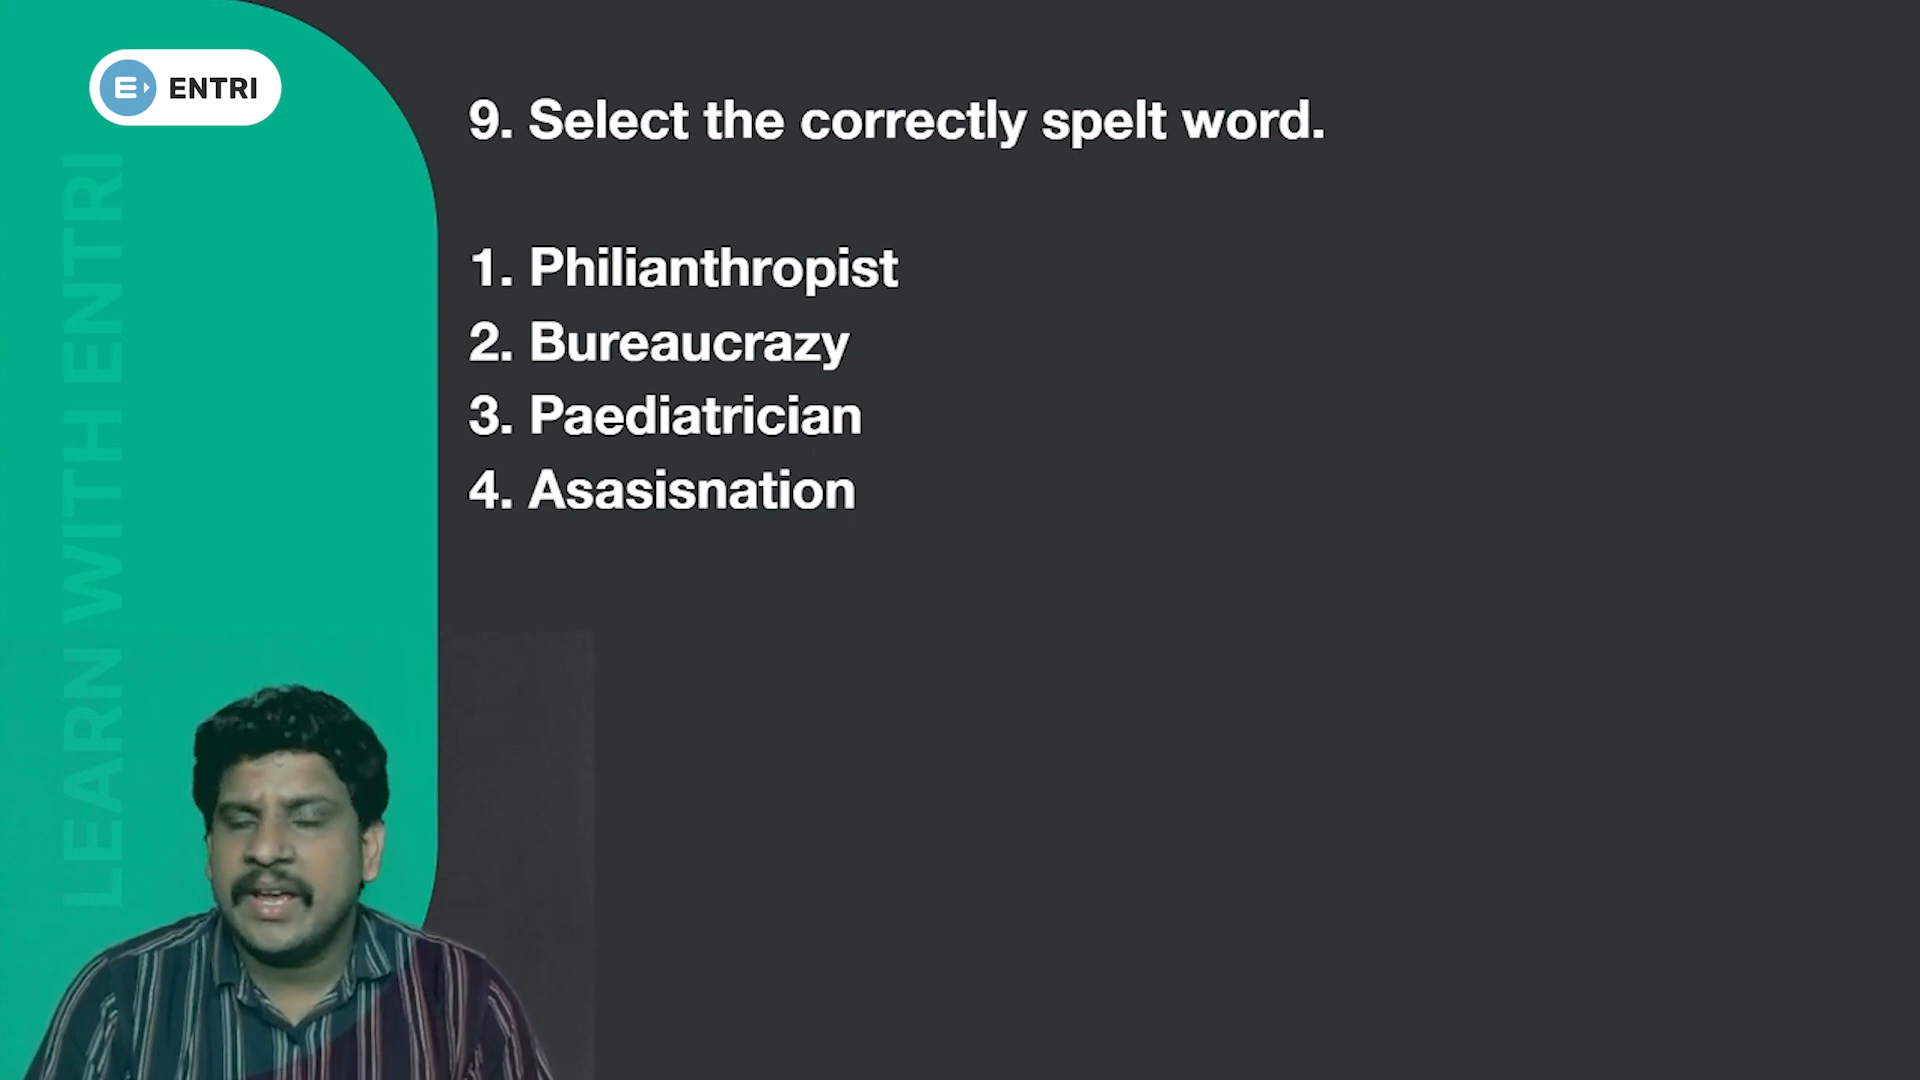 ENTRI
LEARN WITH ENTRI
9. Select the correctly spelt word.
1. Philianthropist
2. Bureaucrazy
3. Paediatrician
4. Asasisnation